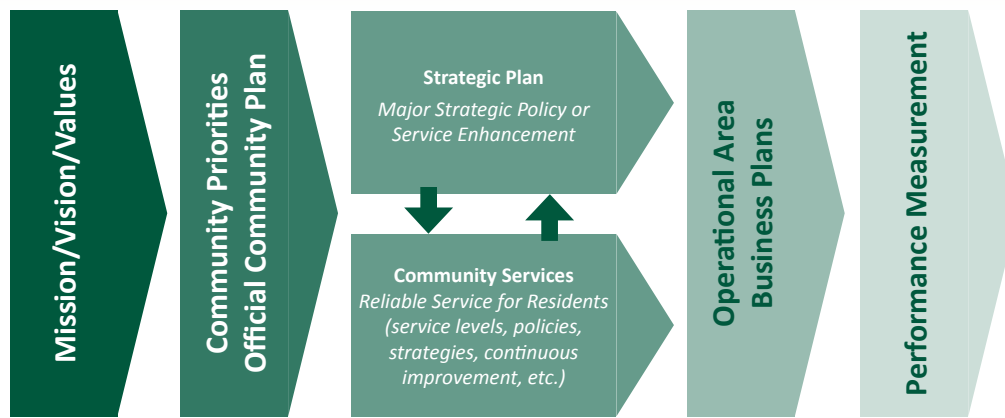 Mission/Vision/Values
Community Priorities
Official Community Plan
Strategic Plan
Major Strategic Policy or
Service Enhancement
Community Services
Reliable Service for Residents
(service levels, policies,
strategies, continuous
improvement, etc.)
Operational Area
Business Plans
Performance Measurement